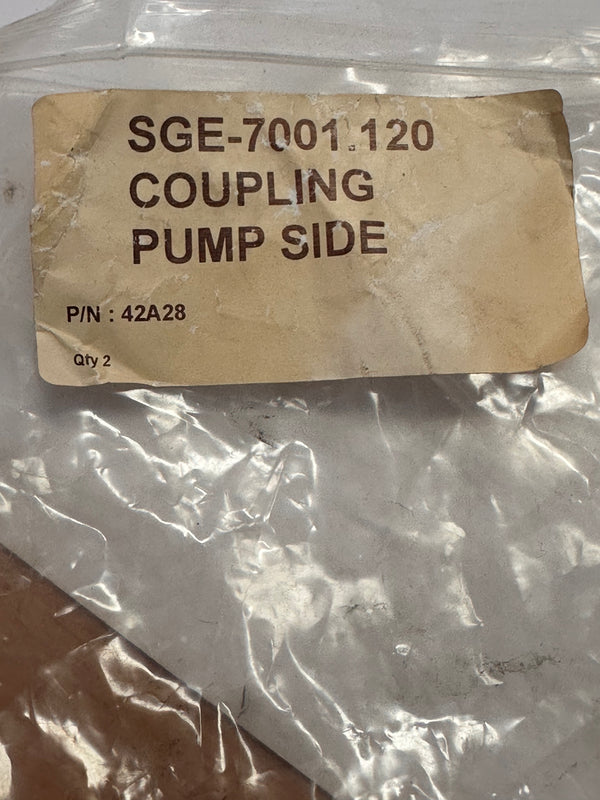 SGE-7001.120
COUPLING
PUMP SIDE
P/N : 42A28
Qty 2